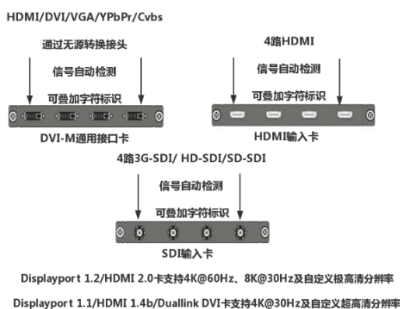 HDMI/DVI/VGA/YPbPr/Cvbs
通过无源转换接头
信号自动检测
可叠加字符标识
DVI-M通用接口卡
4路HDMI
信号自动检测
可叠加字符标识
HDMI输入卡
4路3G-SDI/ HD-SDI/SD-SDI
信号自动检测
可叠加字符标识
SDI输入卡
Displayport 1.2/HDMI 2.0卡支持4K@60Hz、8K@30Hz及自定义极高清分辨率
Displayport 1.1/HDMI 1.4b/Duallink DVI卡支持4K@30Hz及自定义超高清分辨率